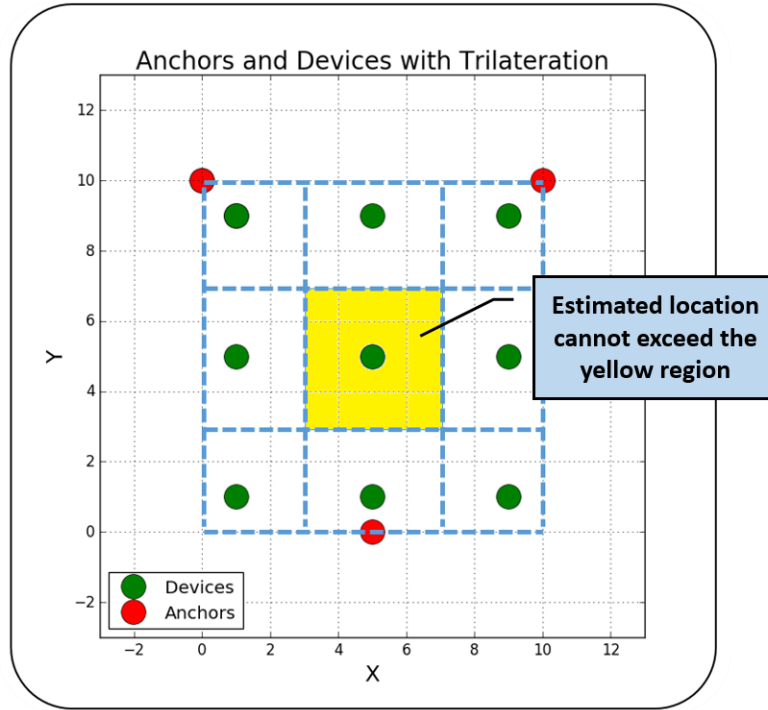 Anchors and Devices with Trilateration
12
10
8
6
4
2
0
−2
Y
Estimated location
cannot exceed the
yellow region
Devices
Anchors
−2 0 2 4 6 8 10 12
X